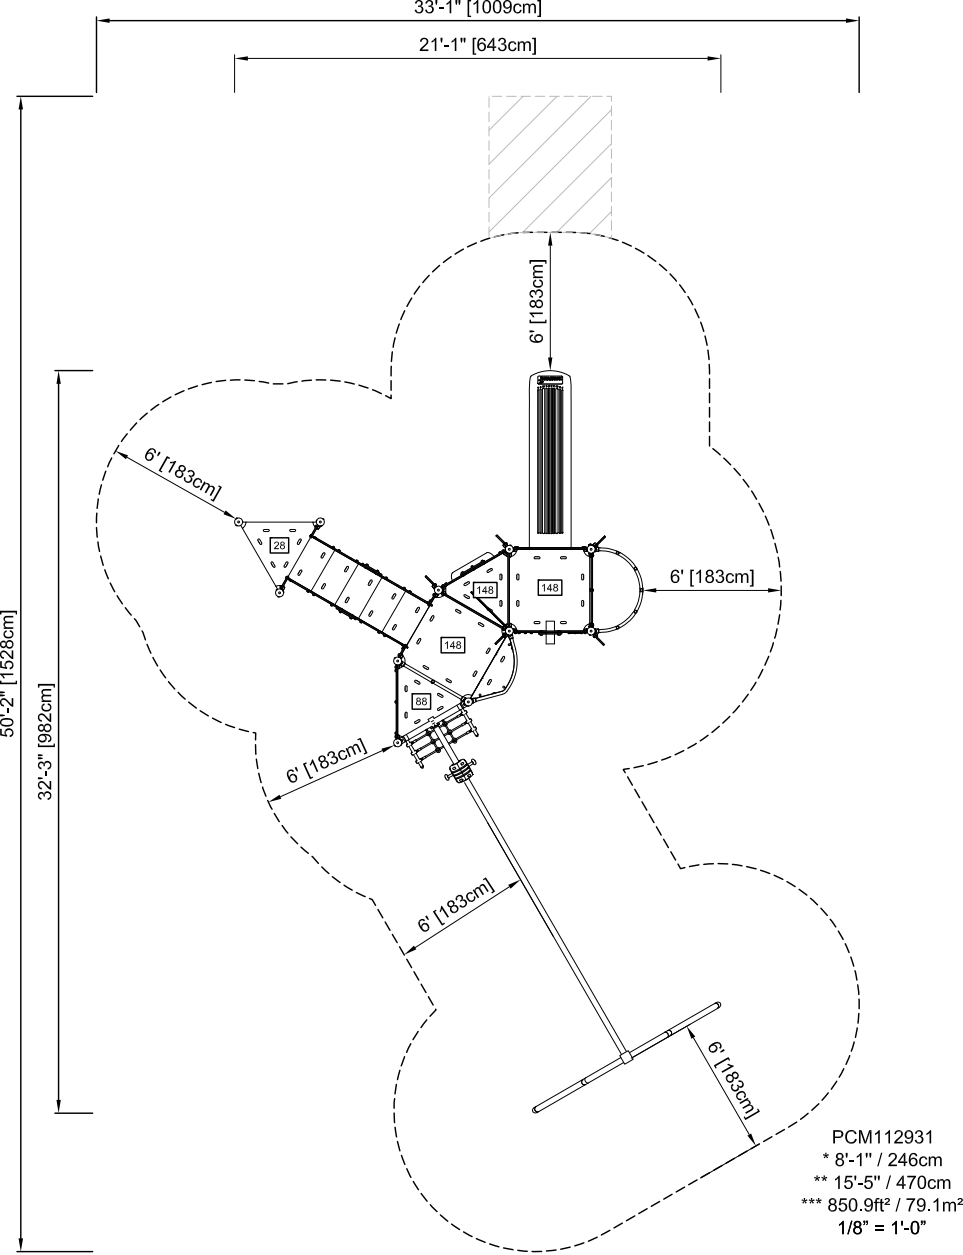 33'-1" [1009cm]
21'-1" [643cm]
6' [183cm]
6' [183cm]
28
148
148
6' [183cm]
148
50'-2" [1528cm]
32'-3" [982cm]
88
6' [183cm]
6' [183cm]
6' [183cm]
PCM112931
* 8'-1" / 246cm
** 15'-5" / 470cm
*** 850.9ft² / 79.1m²
1/8” = 1'-0”